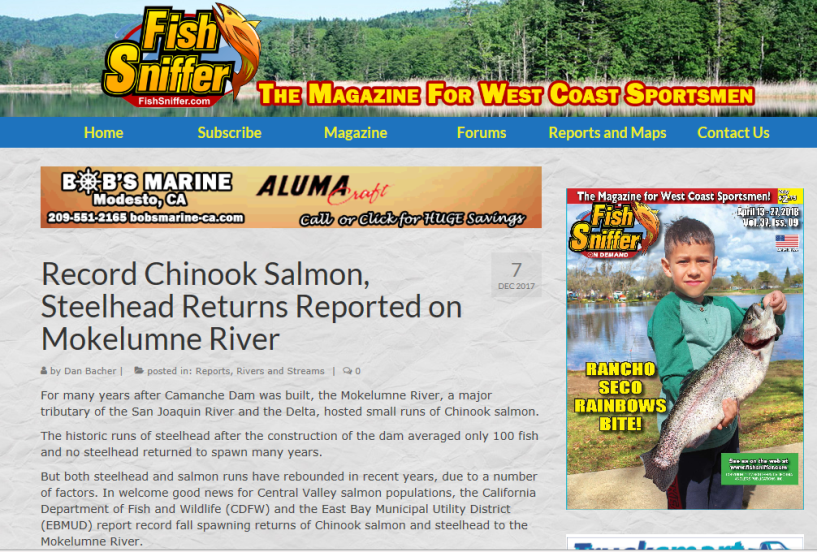 Fish
Sniffer
FishSniffer.com
THE MAGAZINE FOR WEST COAST SPORTSMEN
Home Subscribe Magazine Forums Reports and Maps Contact Us
BOB'S MARINE
Modesto, CA
209-551-2165 bobsmarine-ca.com
ALUMA Craft
Call or Click for HUGE Savings
Record Chinook Salmon,
Steelhead Returns Reported on
Mokelumne River
7
DEC 2017
by Dan Bacher | posted in: Reports, Rivers and Streams | 0
For many years after Camanche Dam was built, the Mokelumne River, a major
tributary of the San Joaquin River and the Delta, hosted small runs of Chinook salmon.
The historic runs of steelhead after the construction of the dam averaged only 100 fish
and no steelhead returned to spawn many years.
But both steelhead and salmon runs have rebounded in recent years, due to a number
of factors. In welcome good news for Central Valley salmon populations, the California
Department of Fish and Wildlife (CDFW) and the East Bay Municipal Utility District
(EBMUD) report record fall spawning returns of Chinook salmon and steelhead to the
Mokelumne River.
The Magazine for West Coast Sportsmen!
April 13 - 27, 2018
Vol. 37, Iss. 09
Fish
Sniffer
ON DEMAND
RANCHO
SECO
RAINBOWS
BITE!
See us on the web at